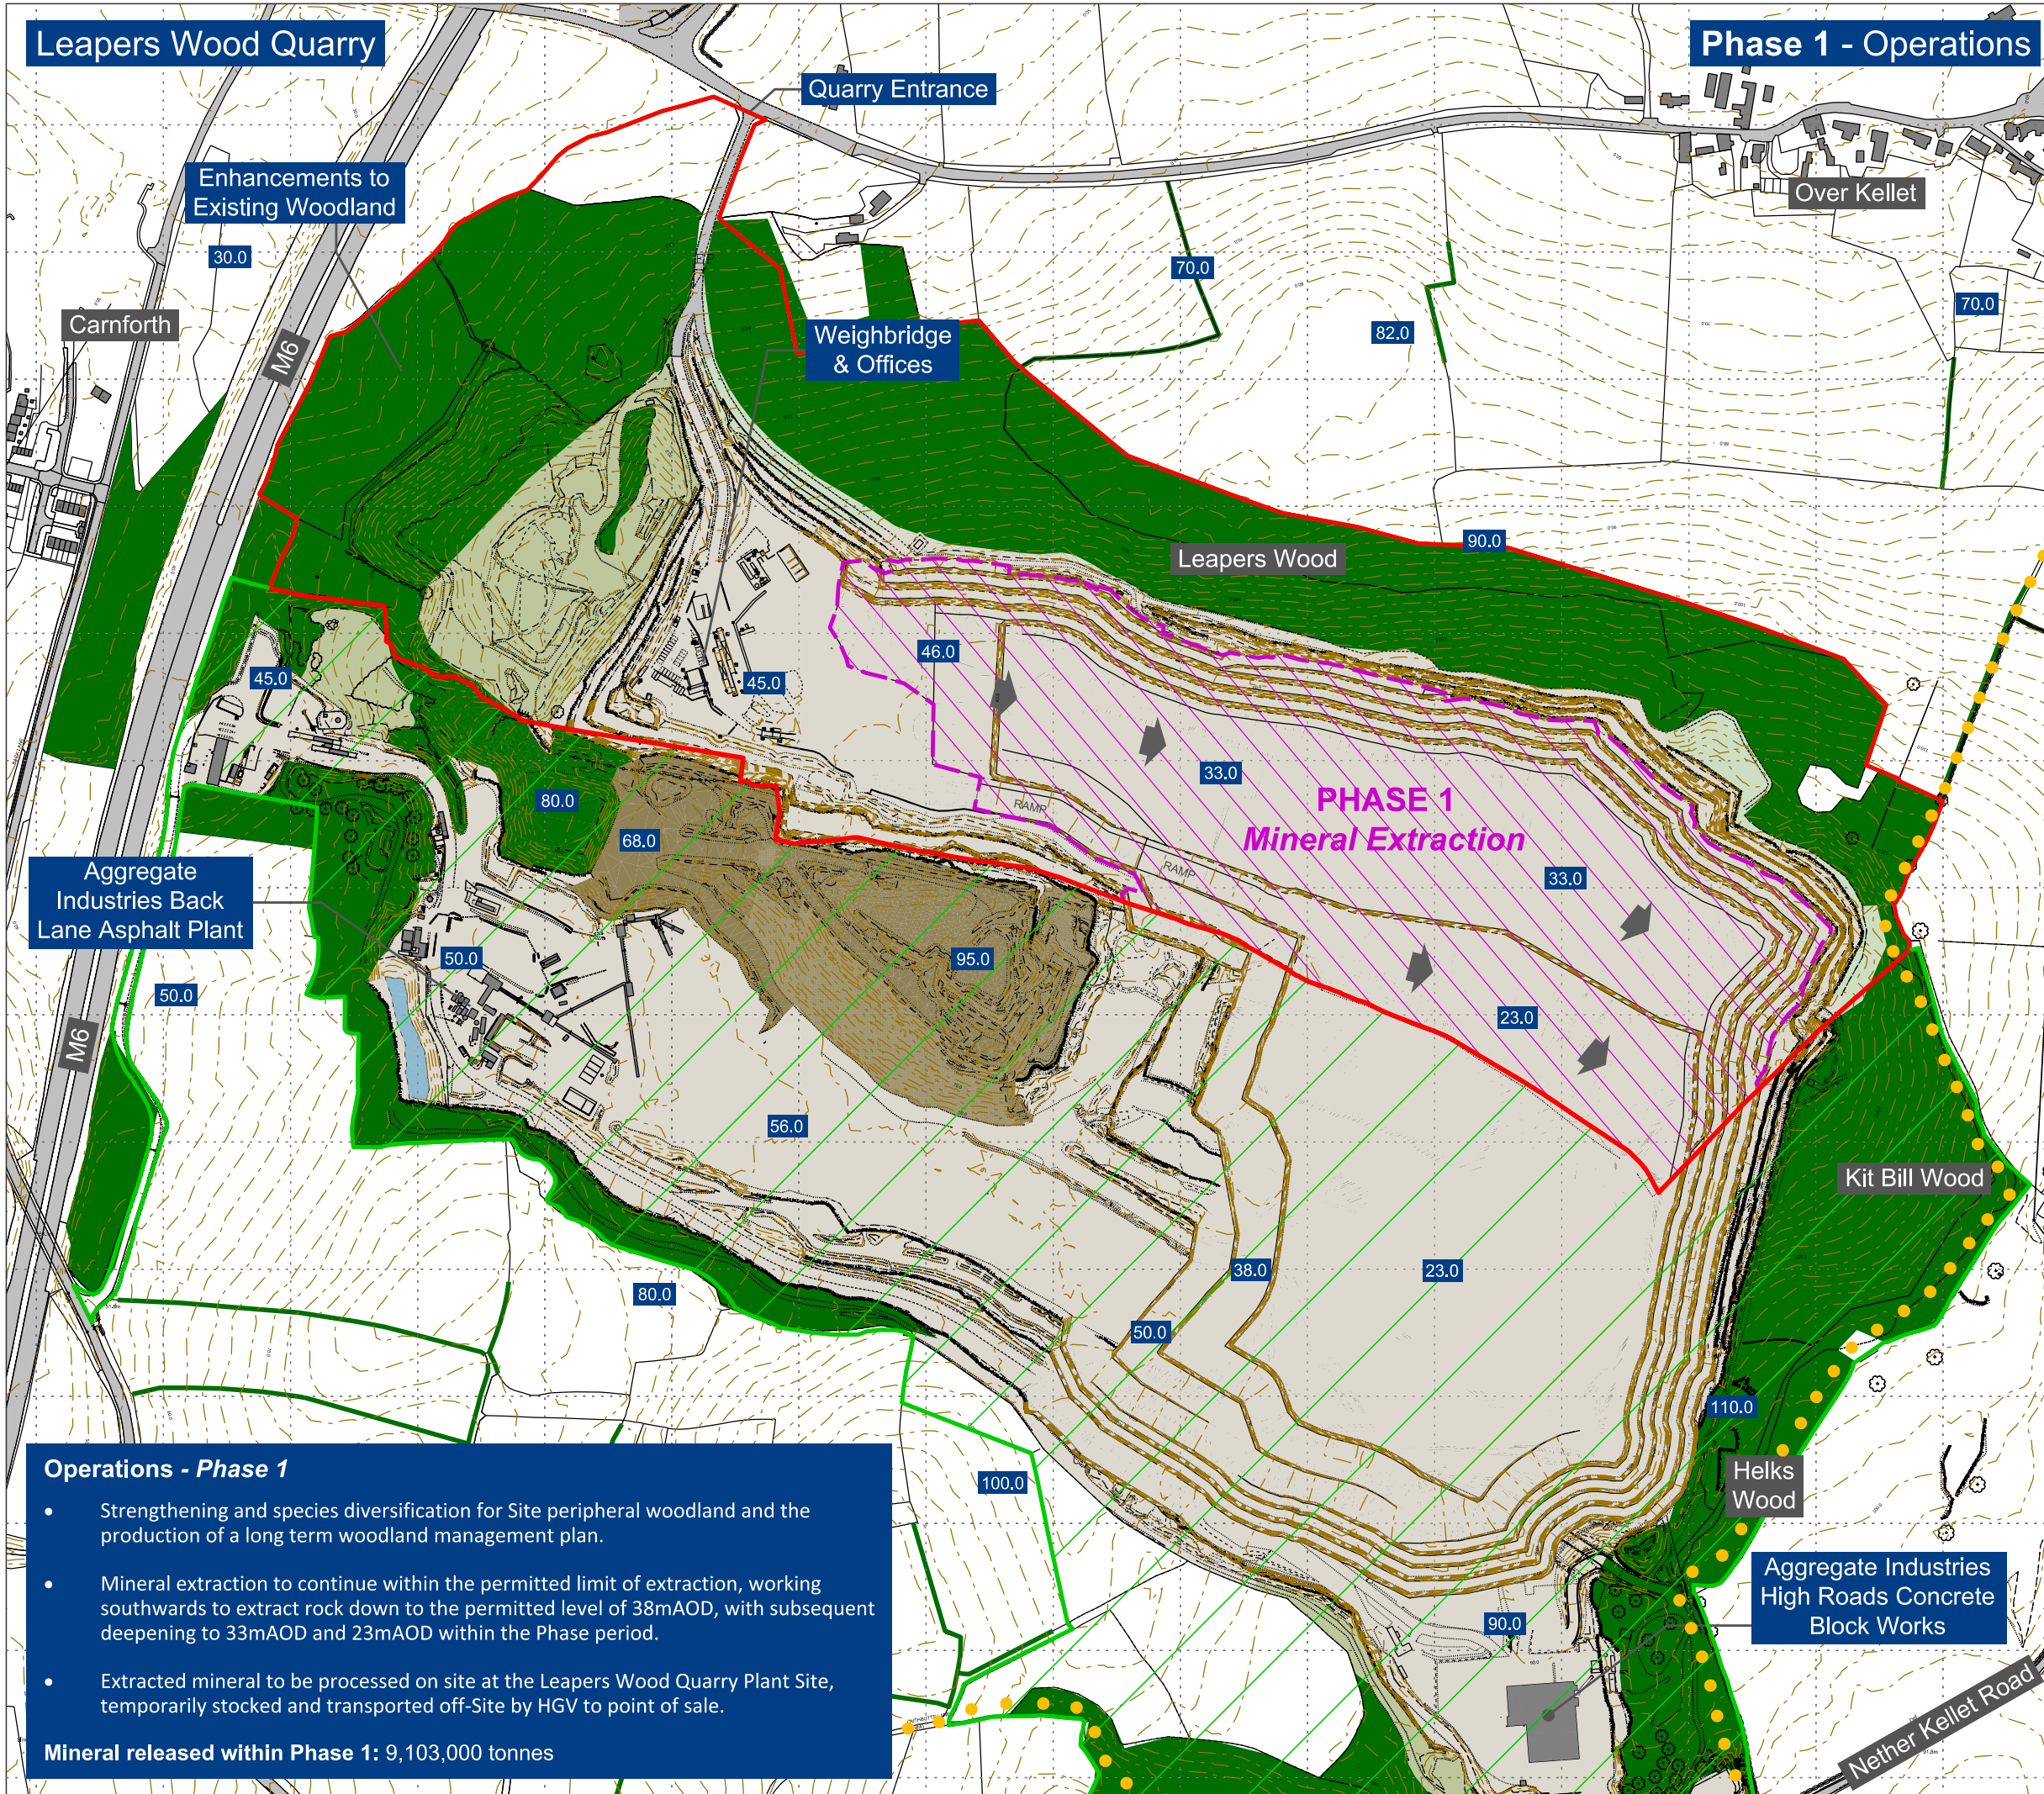 Leapers Wood Quarry
Phase 1 - Operations
Quarry Entrance
Enhancements to
Existing Woodland
Over Kellet
30.0
70.0
70.0
Carnforth
82.0
M6
Weighbridge
& Offices
90.0
Leapers Wood
46.0
45.0
45.0
33.0
PHASE 1
Mineral Extraction
RAMP
80.0
68.0
RAMP
33.0
Aggregate
Industries Back
Lane Asphalt Plant
50.0
95.0
50.0
23.0
M6
56.0
Kit Bill Wood
38.0
23.0
80.0
50.0
110.0
Helks
Wood
100.0
Aggregate Industries
High Roads Concrete
Block Works
90.0
Nether Kellet Road
Operations - Phase 1
• Strengthening and species diversification for Site peripheral woodland and the
production of a long term woodland management plan.
• Mineral extraction to continue within the permitted limit of extraction, working
southwards to extract rock down to the permitted level of 38mAOD, with subsequent
deepening to 33mAOD and 23mAOD within the Phase period.
• Extracted mineral to be processed on site at the Leapers Wood Quarry Plant Site,
temporarily stocked and transported off-Site by HGV to point of sale.
Mineral released within Phase 1: 9,103,000 tonnes